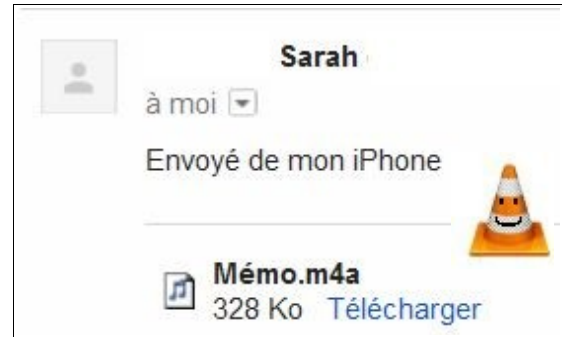 Sarah
à moi
Envoyé de mon iPhone
Mémo.m4a
328 Ko Télécharger